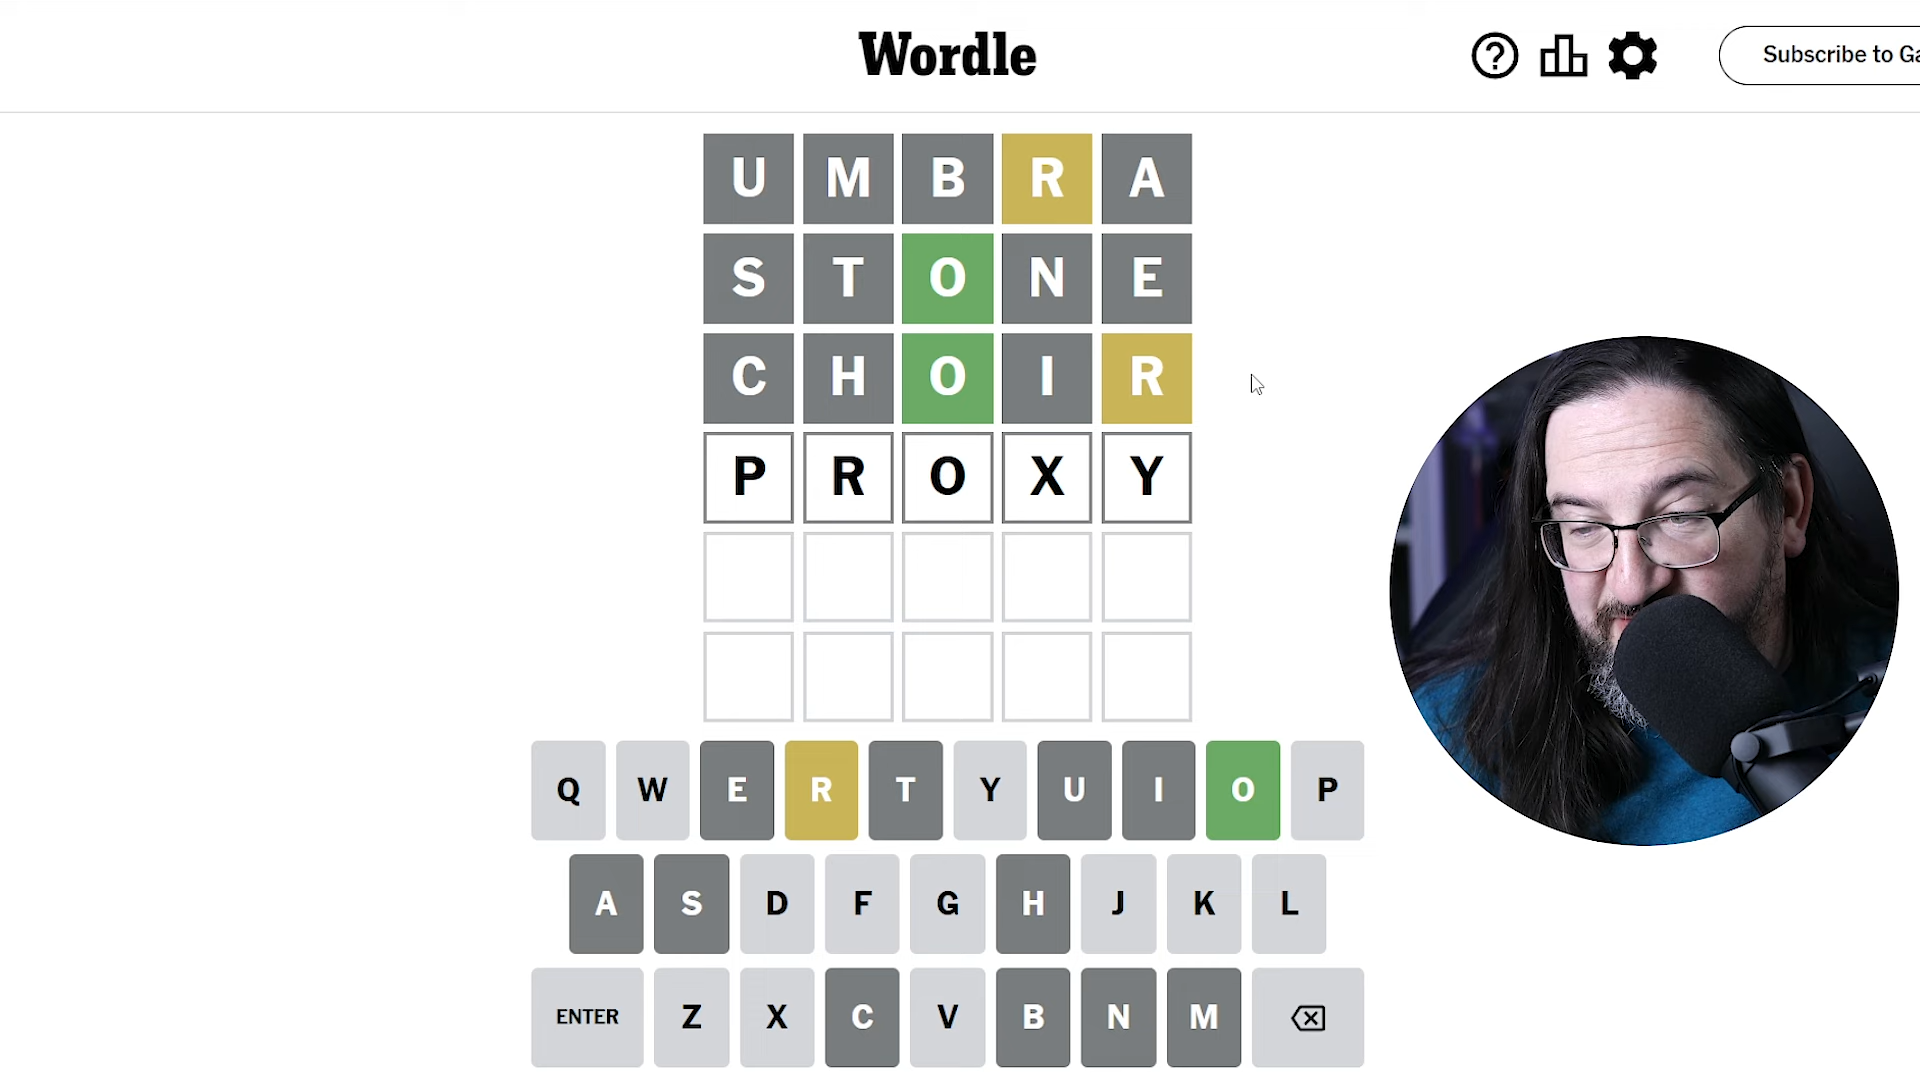 Wordle
Subscribe to Ga
U M B R A
S T O N E
C H O I R
P R O X Y
Q W E R T Y U I O P
A S D F G H J K L
ENTER Z X C V B N M